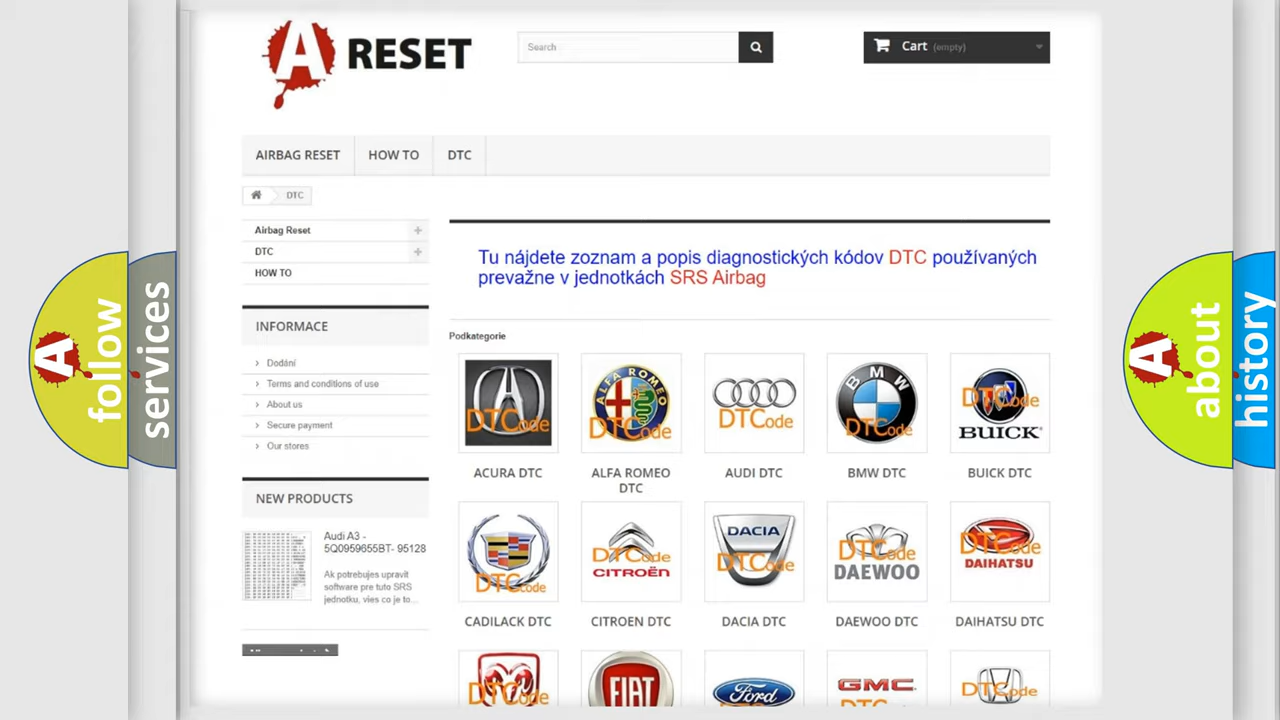 A RESET
Search
Cart (empty)
AIRBAG RESET
HOW TO
DTC
DTC
Airbag Reset
DTC
HOW TO
Tu nájdete zoznam a popis diagnostických kódov DTC používaných
prevažne v jednotkách SRS Airbag
INFORMACE
Dodání
Terms and conditions of use
About us
Secure payment
Our stores
NEW PRODUCTS
Audi A3 -
5Q0959655BT- 95128
Ak potrebujes upravit
software pre tuto SRS
jednotku, vies co je to...
Podkategorie
DTCode
ACURA DTC
ALFA ROMEO
DTCode
ALFA ROMEO
DTC
DTCode
AUDI DTC
BMW
DTCode
BMW DTC
DTCode
BUICK
BUICK DTC
DTCode
CADILACK DTC
DTCode
CITROËN
CITROEN DTC
DACIA
DTCode
DACIA DTC
DTCode
DAEWOO
DAEWOO DTC
DTCode
DAIHATSU
DAIHATSU DTC
DTCode
FIAT
Ford
GMC
DTCode
A follow
services
A about
history